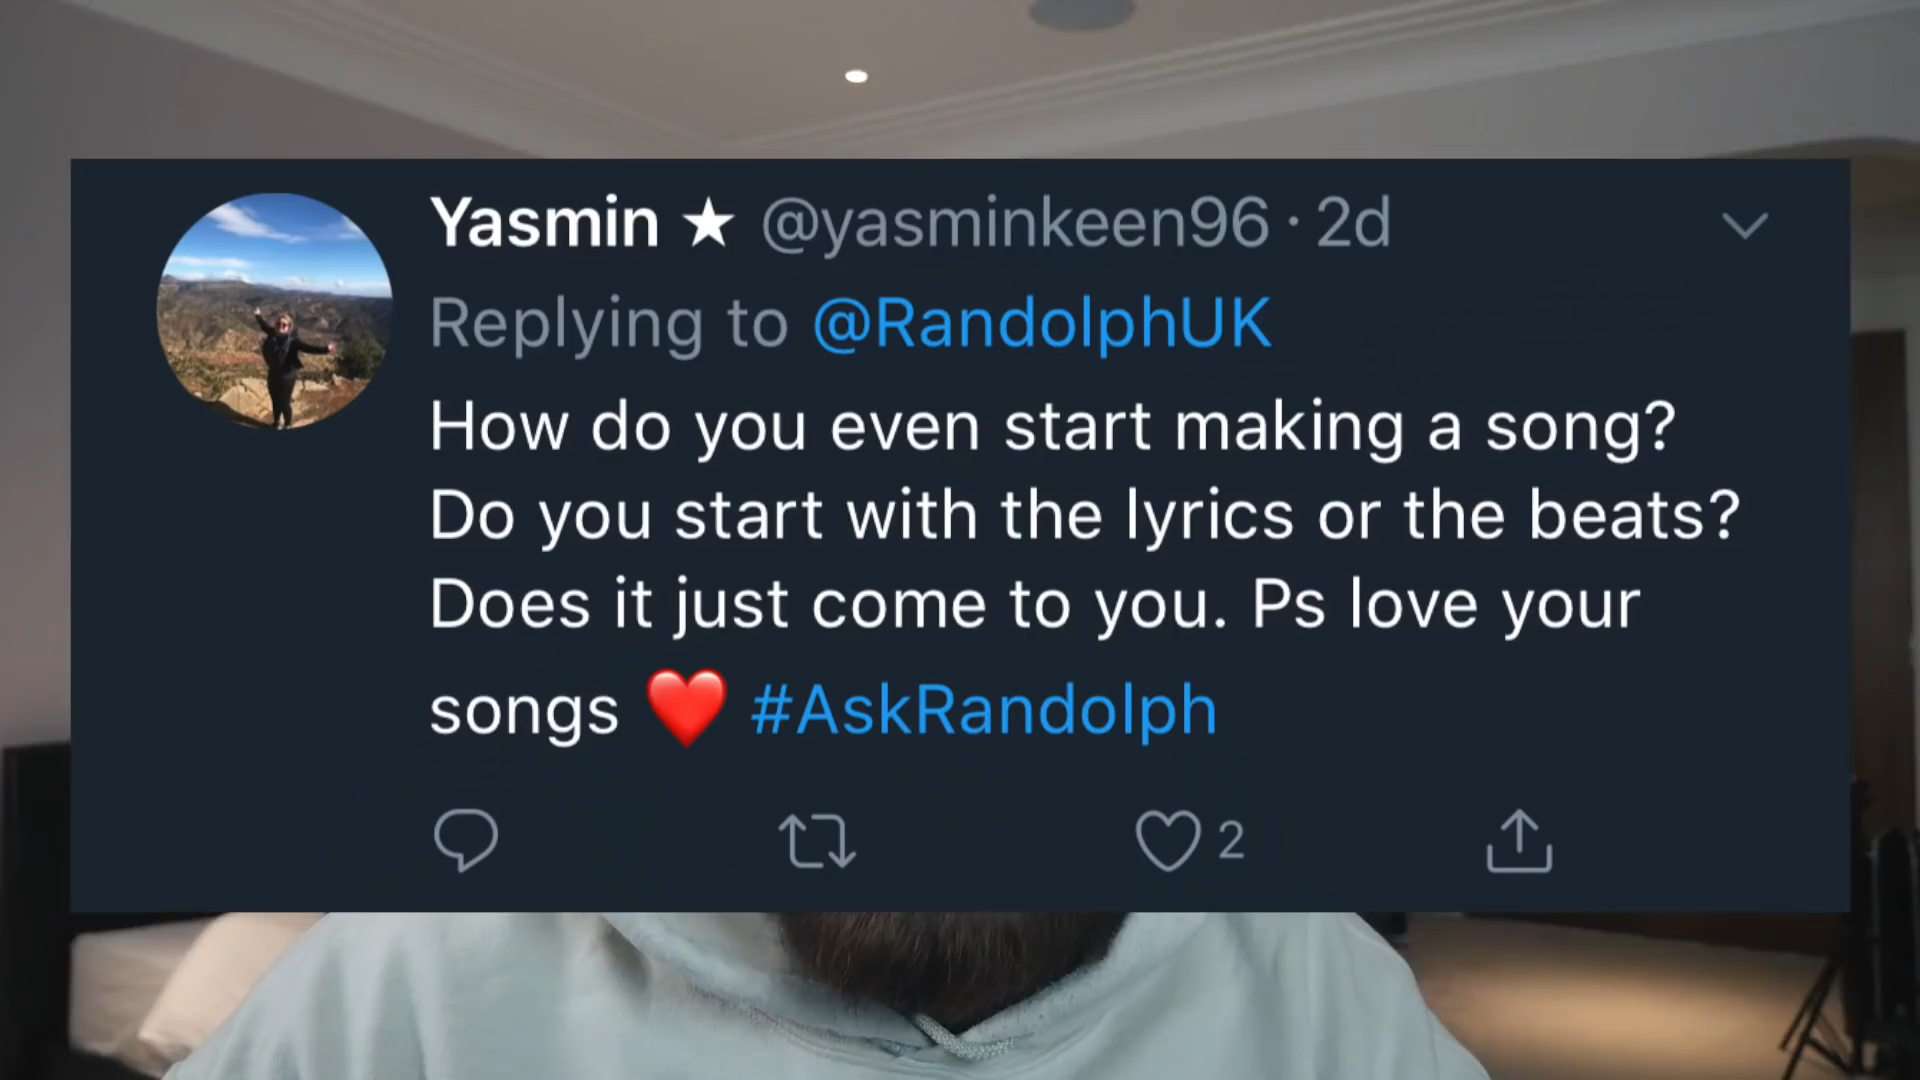 Yasmin ★ @yasminkeen96 · 2d
Replying to @RandolphUK
How do you even start making a song?
Do you start with the lyrics or the beats?
Does it just come to you. Ps love your
songs ❤️ #AskRandolph
2